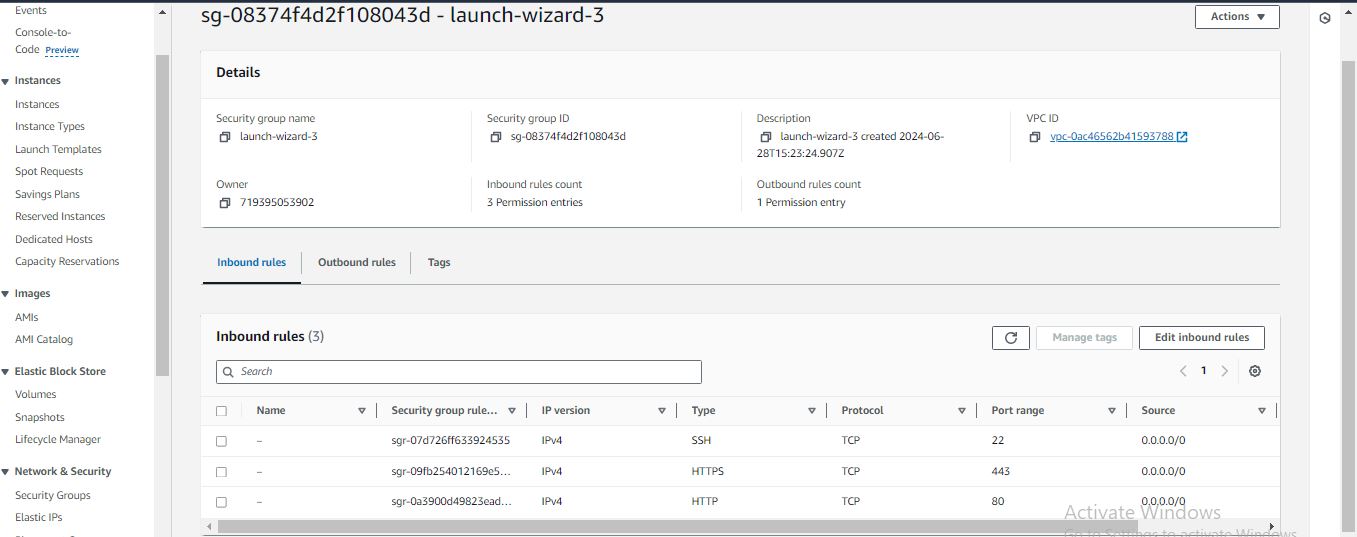 Events
Console-to-
Code Preview
Instances
Instances
Instance Types
Launch Templates
Spot Requests
Savings Plans
Reserved Instances
Dedicated Hosts
Capacity Reservations
Images
AMIs
AMI Catalog
Elastic Block Store
Volumes
Snapshots
Lifecycle Manager
Network & Security
Security Groups
Elastic IPs
sg-08374f4d2f108043d - launch-wizard-3
Actions
Details
Security group name
launch-wizard-3
Security group ID
sg-08374f4d2f108043d
Description
launch-wizard-3 created 2024-06-
28T15:23:24.907Z
VPC ID
vpc-0ac46562b41593788
Owner
719395053902
Inbound rules count
3 Permission entries
Outbound rules count
1 Permission entry
Inbound rules Outbound rules Tags
Inbound rules (3)
Manage tags
Edit inbound rules
Search
1
Name Security group rule... IP version Type Protocol Port range Source
– sgr-07d726ff633924535 IPv4 SSH TCP 22 0.0.0.0/0
– sgr-09fb254012169e5... IPv4 HTTPS TCP 443 0.0.0.0/0
– sgr-0a3900d49823ead... IPv4 HTTP TCP 80 0.0.0.0/0
Activate Windows
Go to Settings to activate Windows